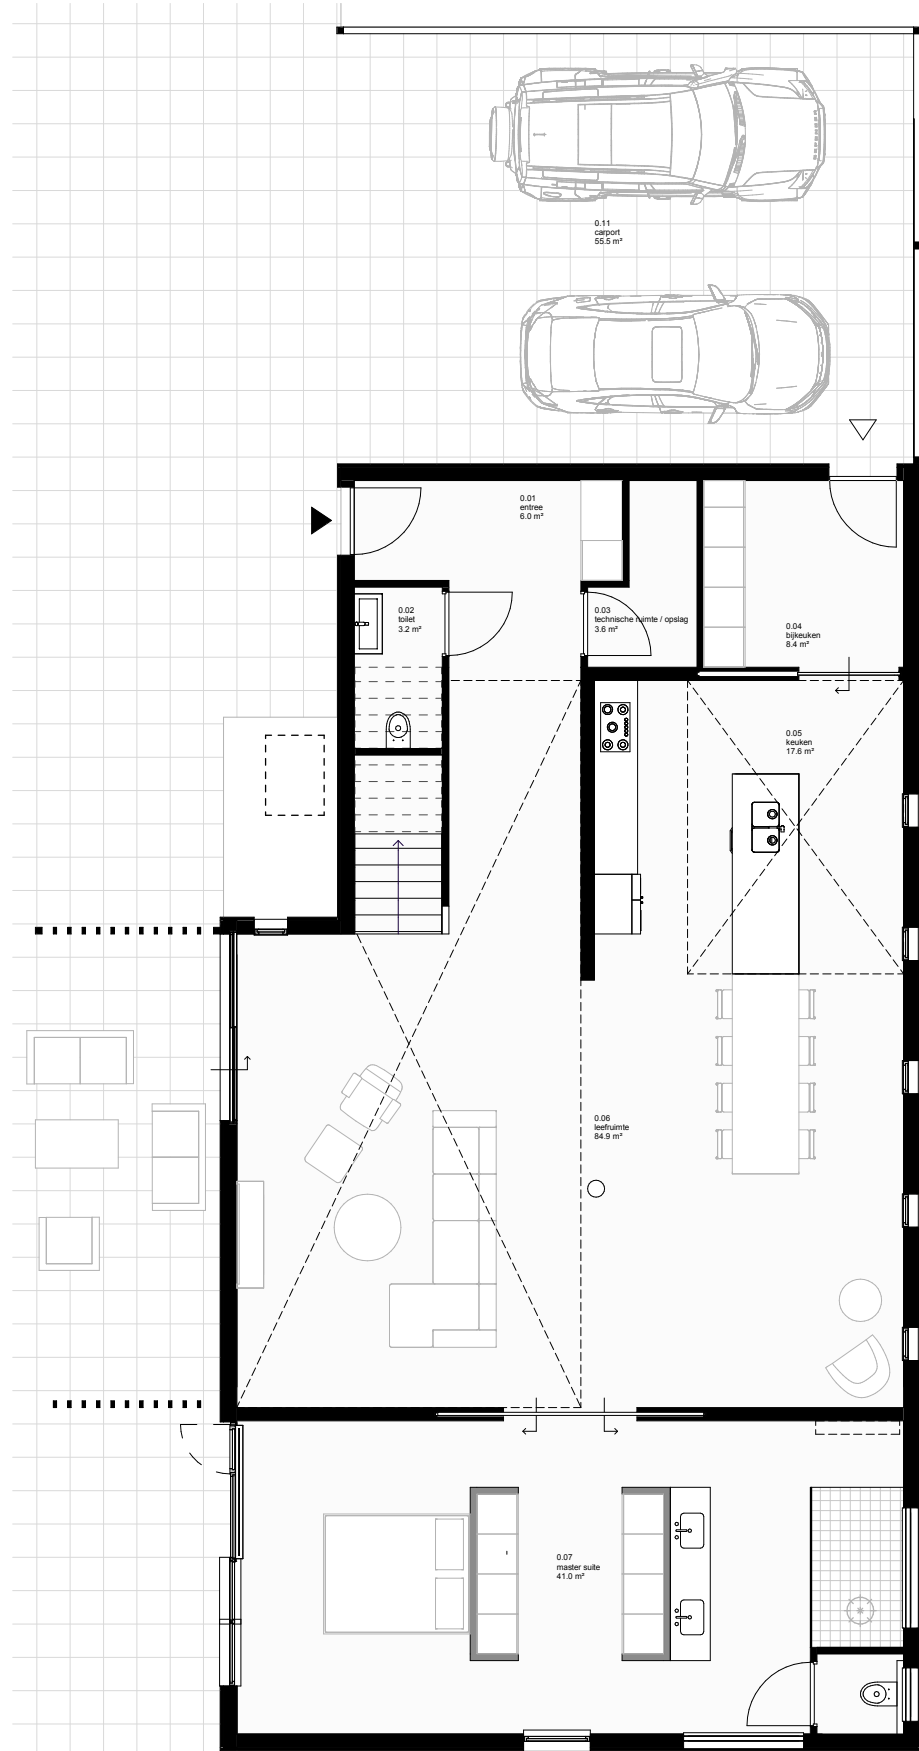 0.11
carport
55.5 m²
0.01
entree
6.0 m²
0.02
toilet
3.2 m²
0.03
technische ruimte / opslag
3.6 m²
0.04
bijkeuken
8.4 m²
0.05
keuken
17.6 m²
0.06
leefruimte
84.9 m²
0.07
master suite
41.0 m²